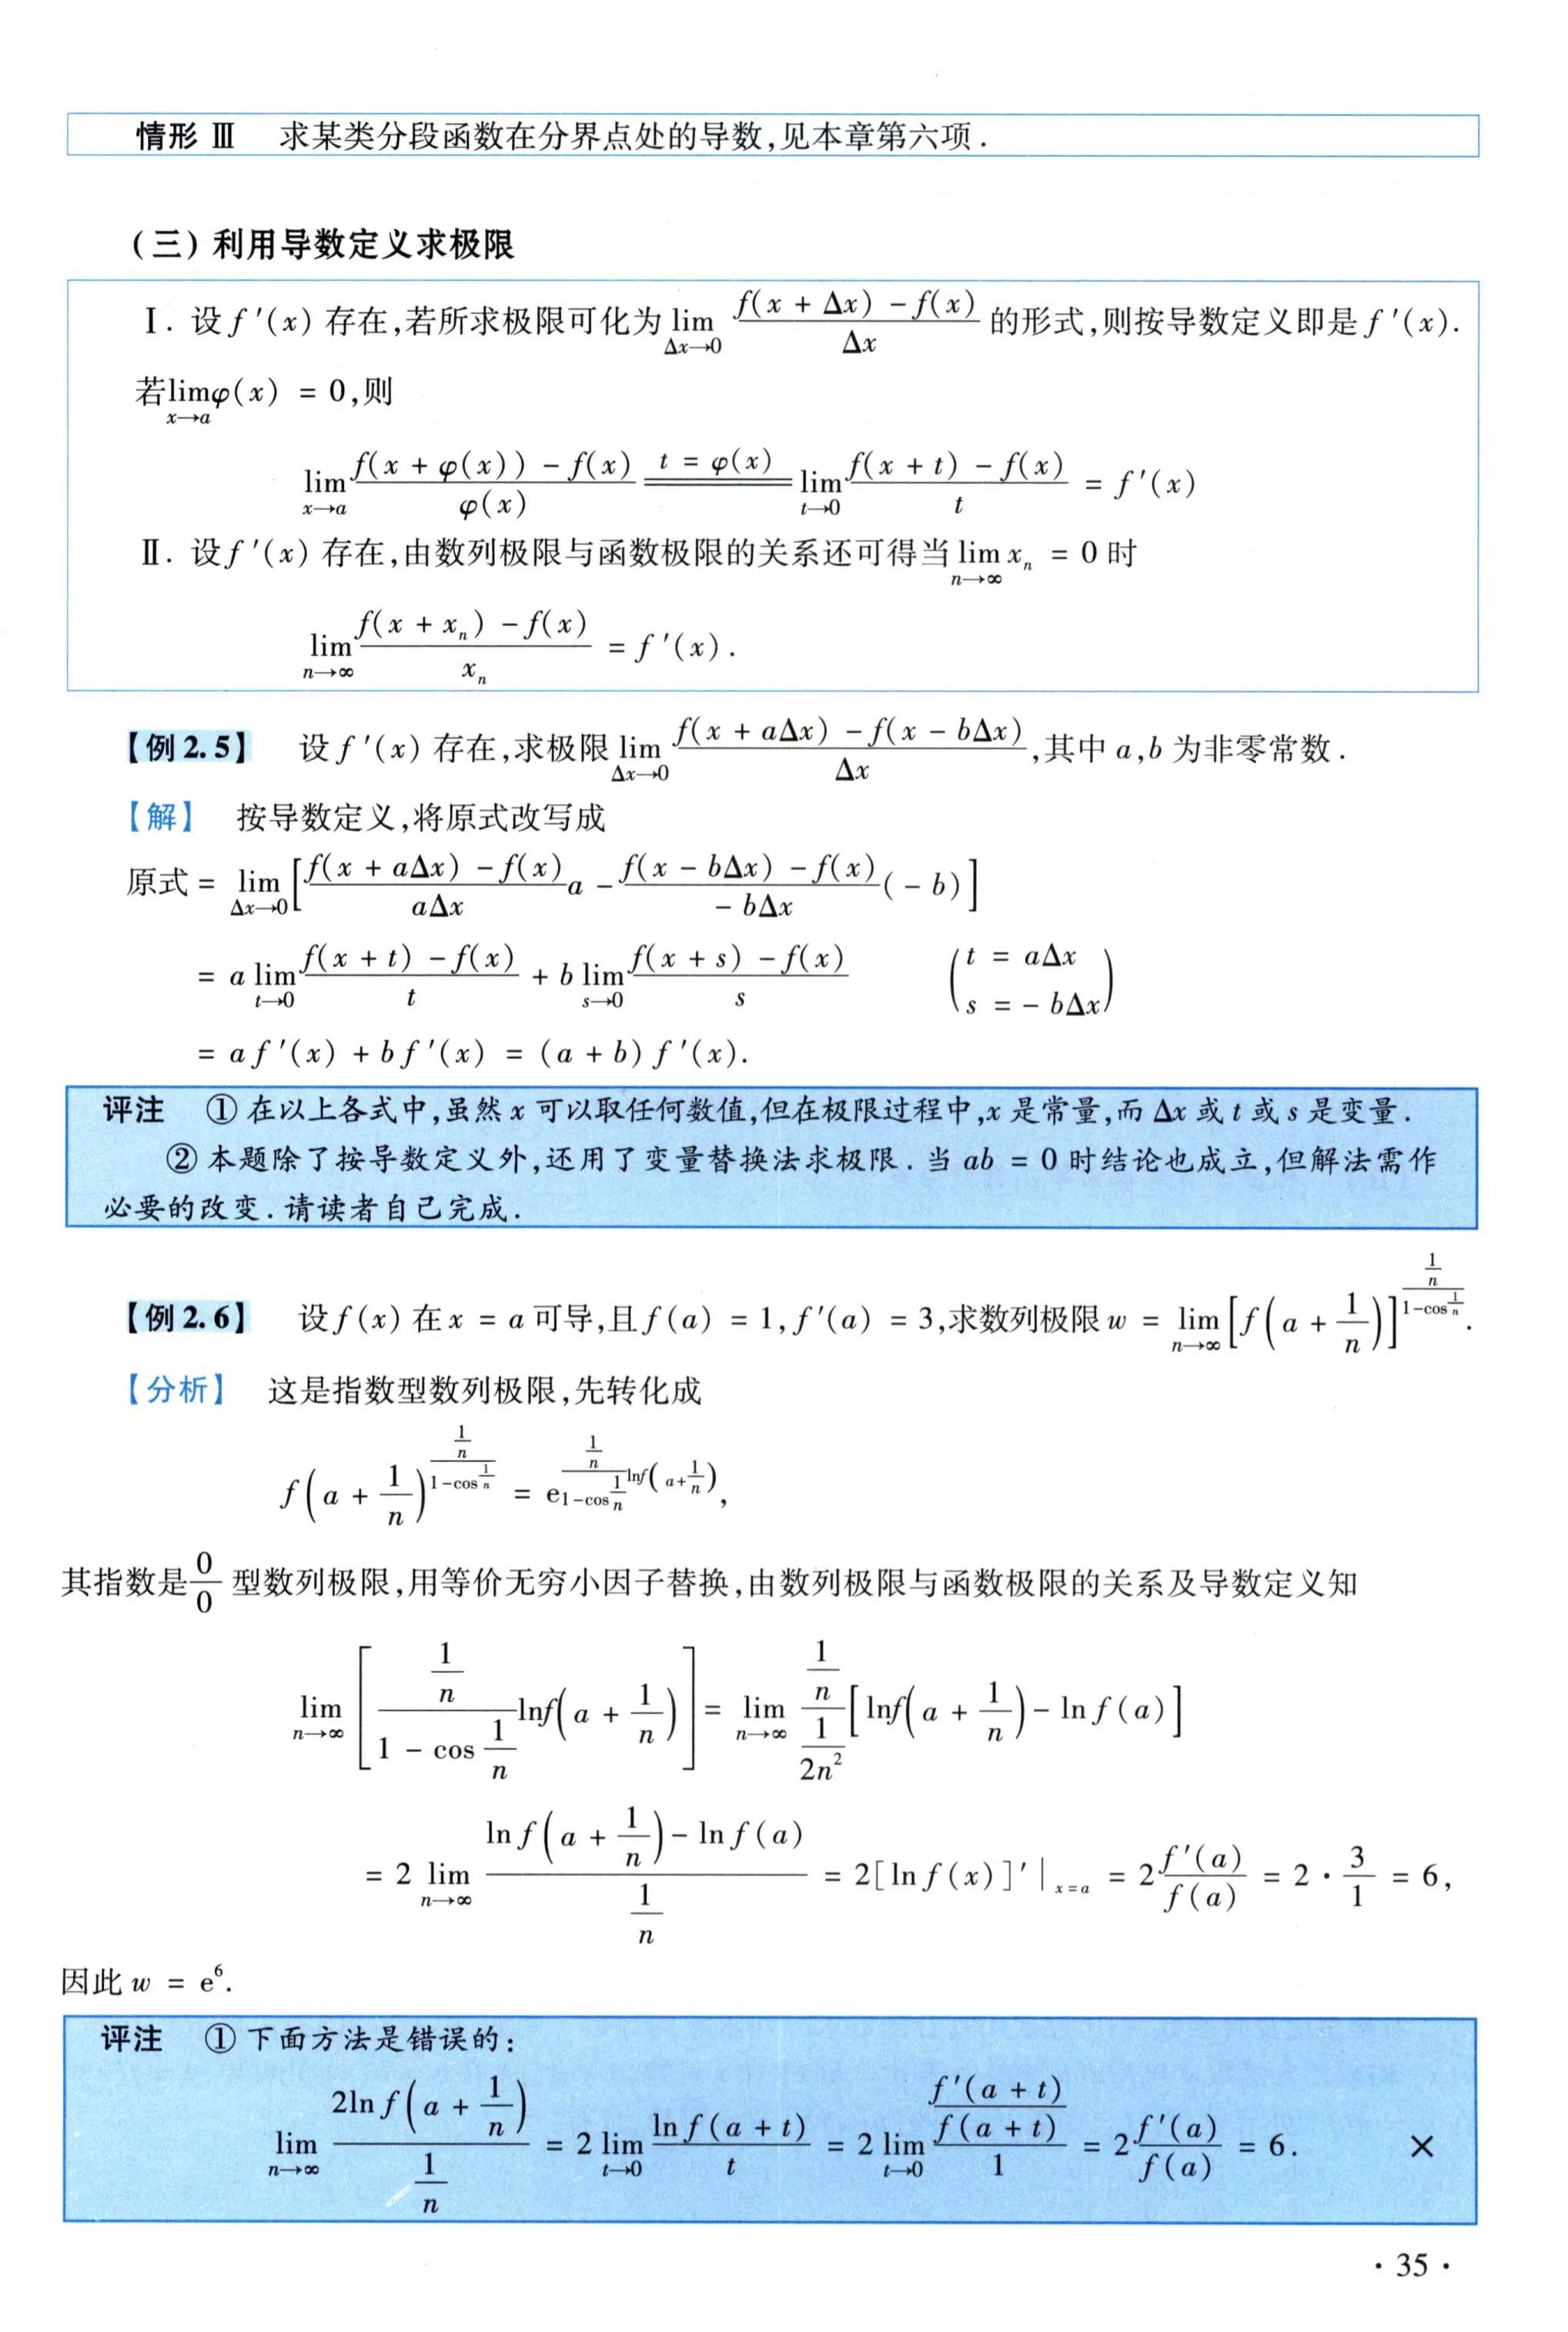 情形 Ⅲ 求某类分段函数在分界点处的导数,见本章第六项.
(三) 利用导数定义求极限
Ⅰ. 设 f ′(x) 存在,若所求极限可化为 $\lim\limits_{\Delta x\to 0}\frac{f(x+\Delta x)-f(x)}{\Delta x}$ 的形式,则按导数定义即是 f ′(x).
若 $\lim\limits_{x\to a}\varphi(x)=0$,则
$\lim\limits_{x\to a}\frac{f(x+\varphi(x))-f(x)}{\varphi(x)}\xlongequal{t=\varphi(x)}\lim\limits_{t\to 0}\frac{f(x+t)-f(x)}{t}=f'(x)$
Ⅱ. 设 f ′(x) 存在,由数列极限与函数极限的关系还可得当 $\lim\limits_{n\to\infty}x_n=0$ 时
$\lim\limits_{n\to\infty}\frac{f(x+x_n)-f(x)}{x_n}=f'(x).$
【例2.5】 设 f ′(x) 存在,求极限 $\lim\limits_{\Delta x\to 0}\frac{f(x+a\Delta x)-f(x-b\Delta x)}{\Delta x}$,其中 a,b 为非零常数.
【解】 按导数定义,将原式改写成
原式 = $\lim\limits_{\Delta x\to 0}\left[\frac{f(x+a\Delta x)-f(x)}{a\Delta x}a-\frac{f(x-b\Delta x)-f(x)}{-b\Delta x}(-b)\right]$
$=a\lim\limits_{t\to 0}\frac{f(x+t)-f(x)}{t}+b\lim\limits_{s\to 0}\frac{f(x+s)-f(x)}{s}\quad\begin{pmatrix}t=a\Delta x\\s=-b\Delta x\end{pmatrix}$
$=af'(x)+bf'(x)=(a+b)f'(x).$
评注 ① 在以上各式中,虽然 x 可以取任何数值,但在极限过程中,x 是常量,而 Δx 或 t 或 s 是变量.
② 本题除了按导数定义外,还用了变量替换法求极限.当 ab = 0 时结论也成立,但解法需作
必要的改变.请读者自己完成.
【例2.6】 设 f(x) 在 x = a 可导,且 f(a) = 1,f′(a) = 3,求数列极限 $w=\lim\limits_{n\to\infty}\left[f\left(a+\frac{1}{n}\right)\right]^{\frac{\frac{1}{n}}{1-\cos\frac{1}{n}}}$.
【分析】 这是指数型数列极限,先转化成
$f\left(a+\frac{1}{n}\right)^{\frac{\frac{1}{n}}{1-\cos\frac{1}{n}}}=\mathrm{e}^{\frac{\frac{1}{n}}{1-\cos\frac{1}{n}}\ln f\left(a+\frac{1}{n}\right)},$
其指数是 $\frac{0}{0}$ 型数列极限,用等价无穷小因子替换,由数列极限与函数极限的关系及导数定义知
$\lim\limits_{n\to\infty}\left[\frac{\frac{1}{n}}{1-\cos\frac{1}{n}}\ln f\left(a+\frac{1}{n}\right)\right]=\lim\limits_{n\to\infty}\frac{\frac{1}{n}}{\frac{1}{2n^2}}\left[\ln f\left(a+\frac{1}{n}\right)-\ln f(a)\right]$
$=2\lim\limits_{n\to\infty}\frac{\ln f\left(a+\frac{1}{n}\right)-\ln f(a)}{\frac{1}{n}}=2[\ln f(x)]'|_{x=a}=2\frac{f'(a)}{f(a)}=2\cdot\frac{3}{1}=6,$
因此 $w=\mathrm{e}^6$.
评注 ① 下面方法是错误的:
$\lim\limits_{n\to\infty}\frac{2\ln f\left(a+\frac{1}{n}\right)}{\frac{1}{n}}=2\lim\limits_{t\to 0}\frac{\ln f(a+t)}{t}=2\lim\limits_{t\to 0}\frac{\frac{f'(a+t)}{f(a+t)}}{1}=2\frac{f'(a)}{f(a)}=6.$ ×
· 35 ·